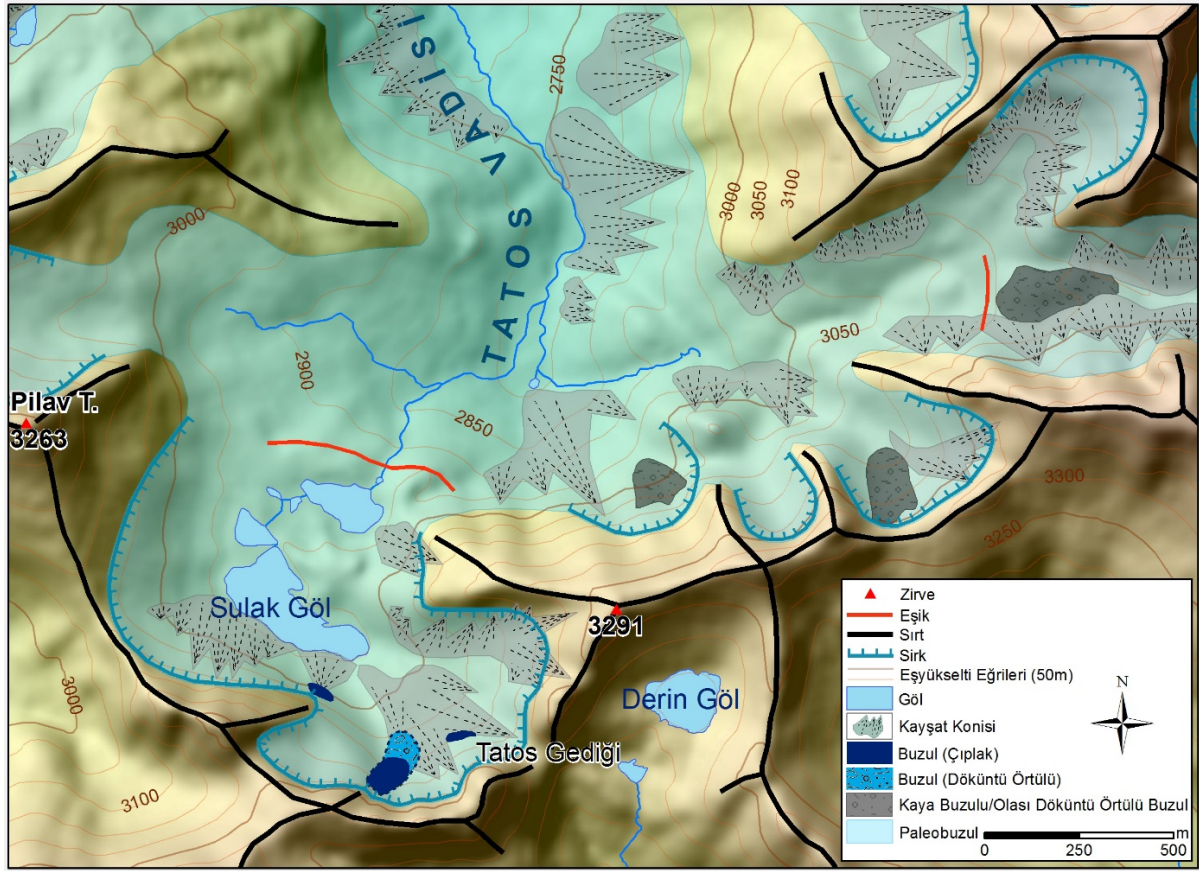 TATOS VADİSİ
2750
3000
3050
3100
3000
3050
2900
2850
Pilav T.
3263
3300
3250
Sulak Göl
3291
3000
Derin Göl
Tatos Gediği
3100
Zirve
Eşik
Sırt
Sirk
Eşyükselti Eğrileri (50m)
Göl
Kayşat Konisi
Buzul (Çıplak)
Buzul (Döküntü Örtülü)
Kaya Buzulu/Olası Döküntü Örtülü Buzul
Paleobuzul
N
m
0 250 500